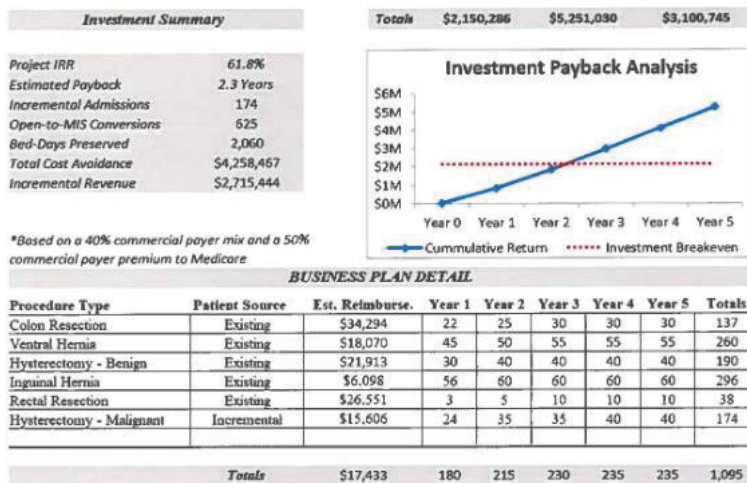 Investment Summary
Totals $2,150,286 $5,251,030 $3,100,745
Project IRR 61.8%
Estimated Payback 2.3 Years
Incremental Admissions 174
Open-to-MIS Conversions 625
Bed-Days Preserved 2,060
Total Cost Avoidance $4,258,467
Incremental Revenue $2,715,444
*Based on a 40% commercial payer mix and a 50%
commercial payer premium to Medicare
Investment Payback Analysis
$6M
$5M
$4M
$3M
$2M
$1M
$0M
Year 0 Year 1 Year 2 Year 3 Year 4 Year 5
Cummulative Return Investment Breakeven
BUSINESS PLAN DETAIL
Procedure Type Patient Source Est. Reimburse. Year 1 Year 2 Year 3 Year 4 Year 5 Totals
Colon Resection Existing $34,294 22 25 30 30 30 137
Ventral Hernia Existing $18,070 45 50 55 55 55 260
Hysterectomy - Benign Existing $21,913 30 40 40 40 40 190
Inguinal Hernia Existing $6,098 56 60 60 60 60 296
Rectal Resection Existing $26,551 3 5 10 10 10 38
Hysterectomy - Malignant Incremental $15,606 24 35 35 40 40 174
Totals $17,433 180 215 230 235 235 1,095